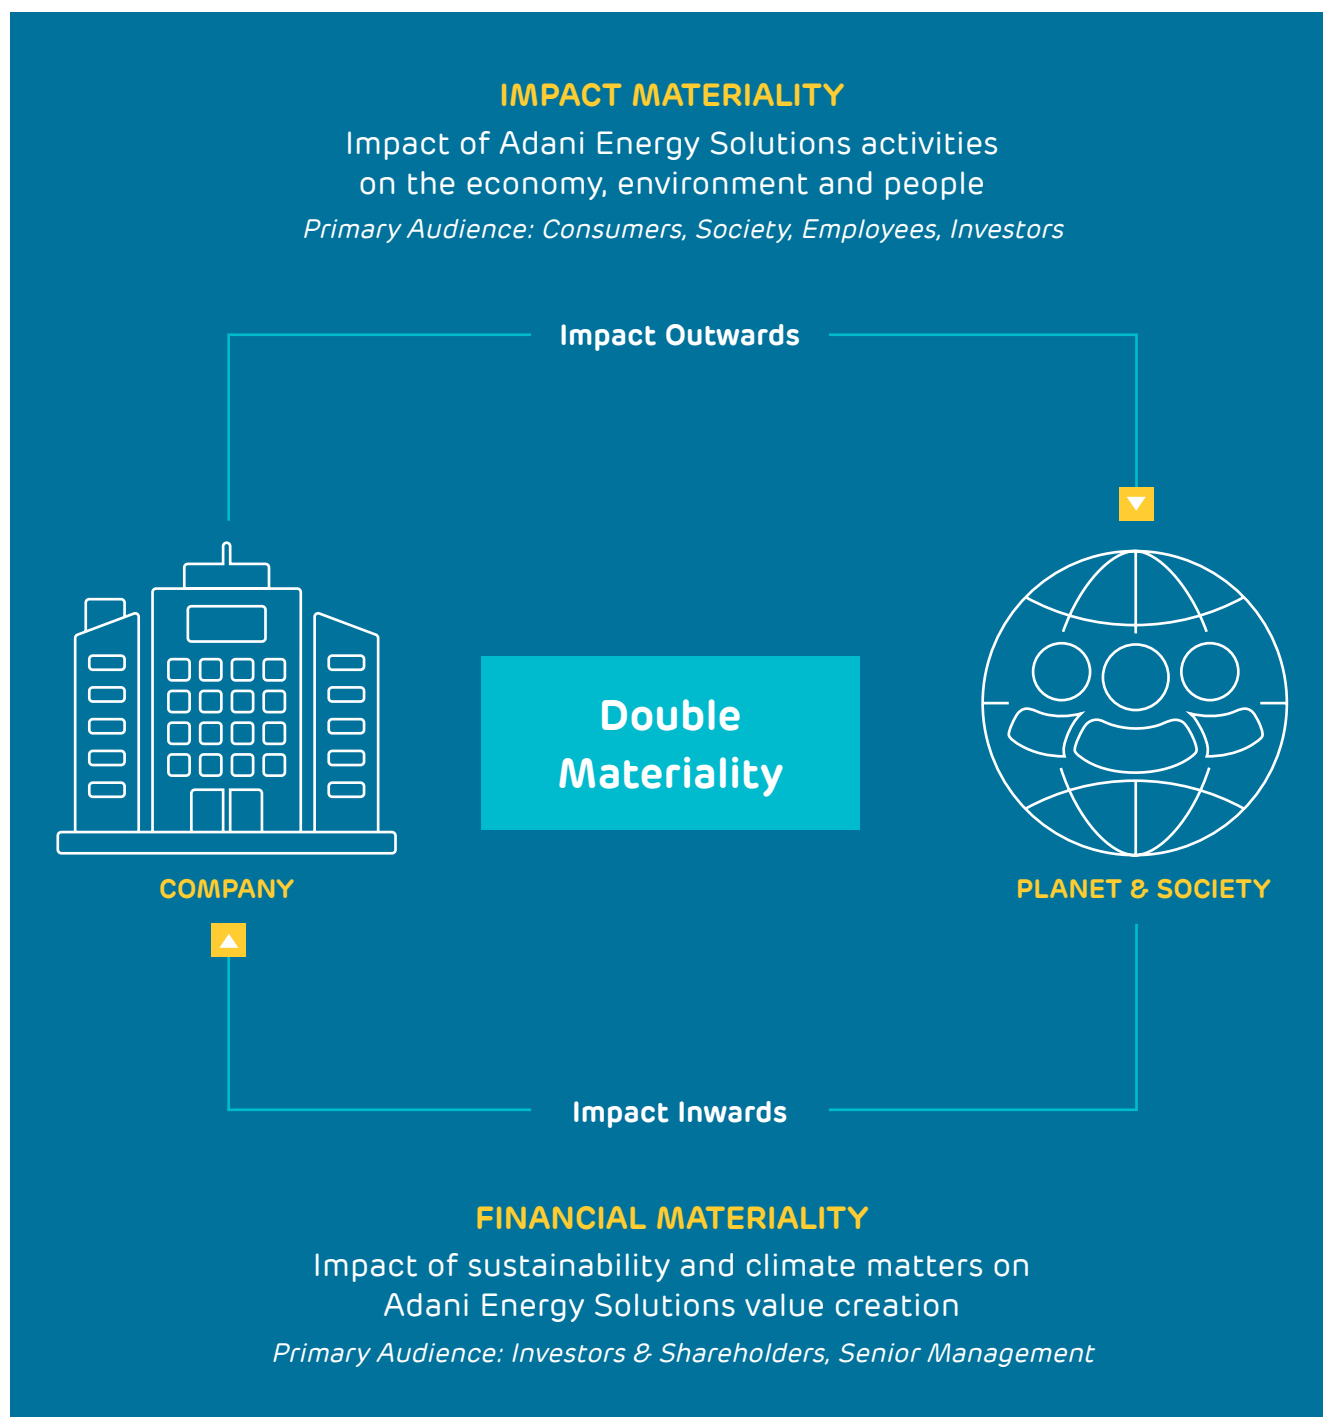 IMPACT MATERIALITY
Impact of Adani Energy Solutions activities
on the economy, environment and people
Primary Audience: Consumers, Society, Employees, Investors
Impact Outwards
Double
Materiality
COMPANY
PLANET & SOCIETY
Impact Inwards
FINANCIAL MATERIALITY
Impact of sustainability and climate matters on
Adani Energy Solutions value creation
Primary Audience: Investors & Shareholders, Senior Management